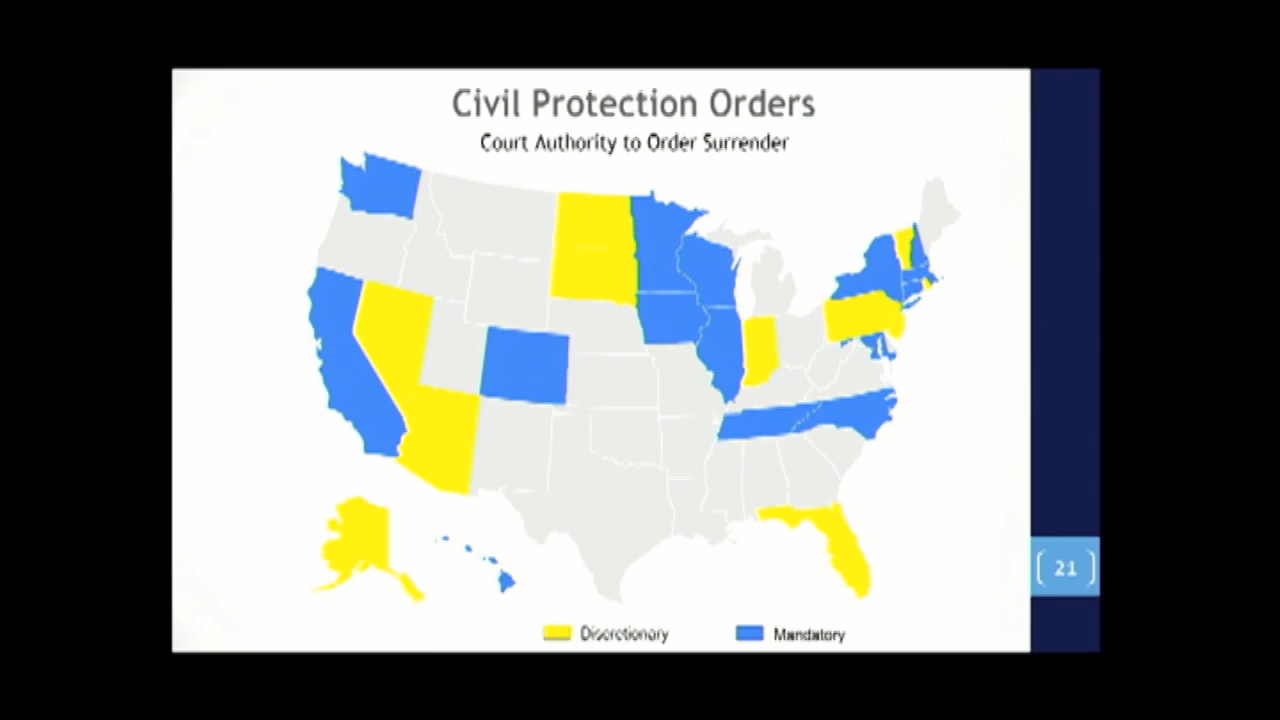 Civil Protection Orders
Court Authority to Order Surrender
21
Discretionary
Mandatory